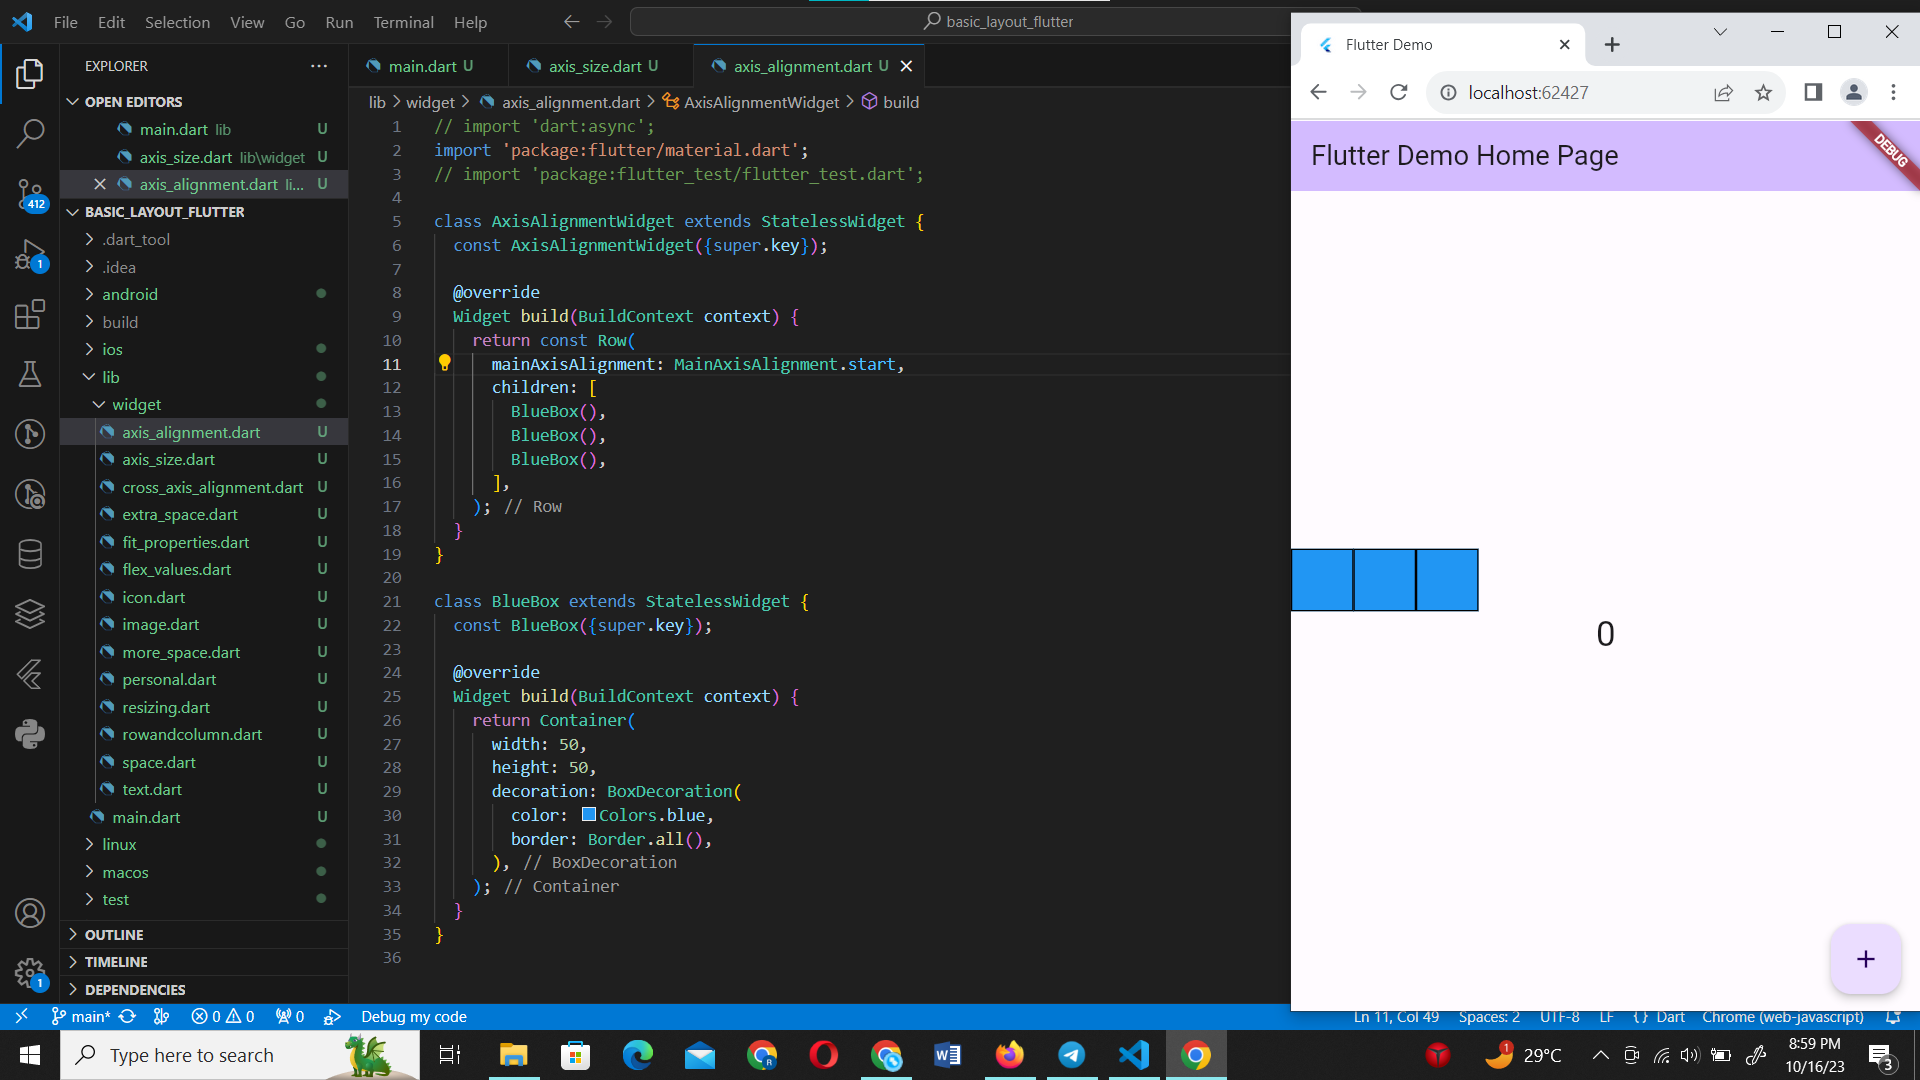 File Edit Selection View Go Run Terminal Help
basic_layout_flutter
EXPLORER
OPEN EDITORS
main.dart lib U
axis_size.dart lib\widget U
axis_alignment.dart li... U
BASIC_LAYOUT_FLUTTER
.dart_tool
.idea
android
build
ios
lib
widget
axis_alignment.dart U
axis_size.dart U
cross_axis_alignment.dart U
extra_space.dart U
fit_properties.dart U
flex_values.dart U
icon.dart U
image.dart U
more_space.dart U
personal.dart U
resizing.dart U
rowandcolumn.dart U
space.dart U
text.dart U
main.dart U
linux
macos
test
OUTLINE
TIMELINE
DEPENDENCIES
412
1
1
main.dart U axis_size.dart U axis_alignment.dart U
lib > widget > axis_alignment.dart > AxisAlignmentWidget > build
1 // import 'dart:async';
2 import 'package:flutter/material.dart';
3 // import 'package:flutter_test/flutter_test.dart';
4
5 class AxisAlignmentWidget extends StatelessWidget {
6 const AxisAlignmentWidget({super.key});
7
8 @override
9 Widget build(BuildContext context) {
10 return const Row(
11 mainAxisAlignment: MainAxisAlignment.start,
12 children: [
13 BlueBox(),
14 BlueBox(),
15 BlueBox(),
16 ],
17 ); // Row
18 }
19 }
20
21 class BlueBox extends StatelessWidget {
22 const BlueBox({super.key});
23
24 @override
25 Widget build(BuildContext context) {
26 return Container(
27 width: 50,
28 height: 50,
29 decoration: BoxDecoration(
30 color: Colors.blue,
31 border: Border.all(),
32 ), // BoxDecoration
33 ); // Container
34 }
35 }
36
Flutter Demo
localhost:62427
Flutter Demo Home Page
DEBUG
0
+
main* 0 0 0 Debug my code
Ln 11, Col 49 Spaces: 2 UTF-8 LF {} Dart Chrome (web-javascript)
Type here to search
1
29°C
8:59 PM
10/16/23
3